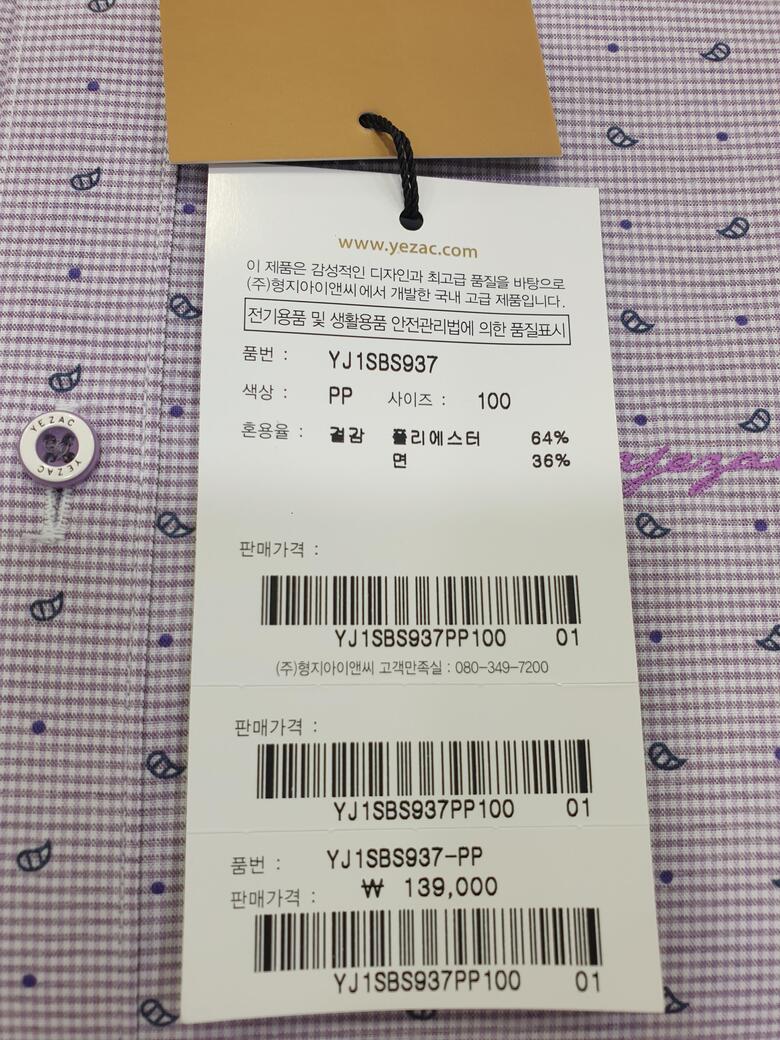 www.yezac.com
이 제품은 감성적인 디자인과 최고급 품질을 바탕으로
(주)형지아이앤씨에서 개발한 국내 고급 제품입니다.
전기용품 및 생활용품 안전관리법에 의한 품질표시
품번 : YJ1SBS937
색상 : PP 사이즈 : 100
혼용율 : 겉감 폴리에스터 64%
면 36%
판매가격 :
YJ1SBS937PP100 01
(주)형지아이앤씨 고객만족실 : 080-349-7200
판매가격 :
YJ1SBS937PP100 01
품번 : YJ1SBS937-PP
판매가격 : ₩ 139,000
YJ1SBS937PP100 01
YEZAC
YEZAC